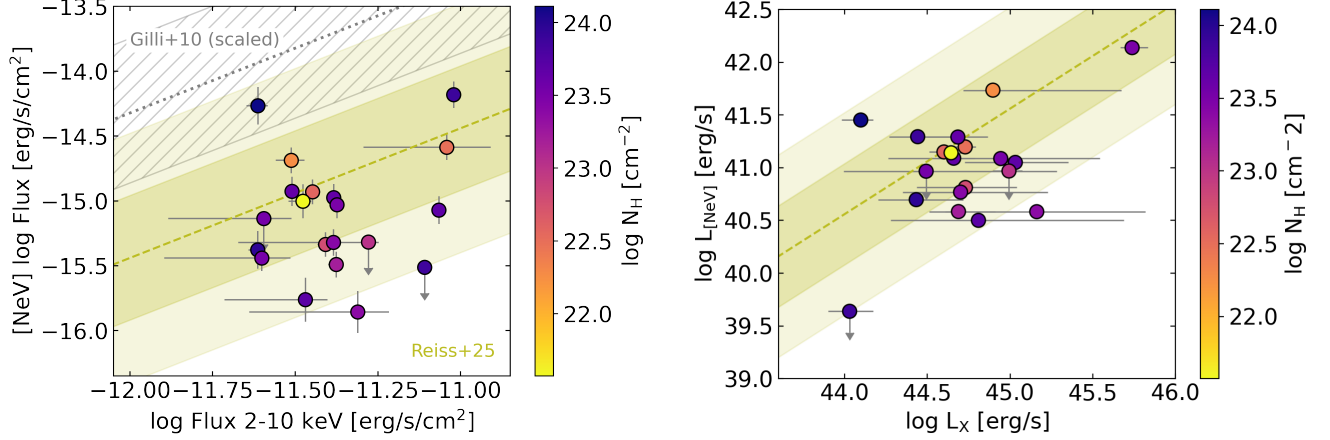 −13.5
−14.0
−14.5
−15.0
−15.5
−16.0
[NeV] log Flux [erg/s/cm²]
Gilli+10 (scaled)
Reiss+25
−12.00 −11.75 −11.50 −11.25 −11.00
log Flux 2-10 keV [erg/s/cm²]
24.0
23.5
23.0
22.5
22.0
log N_H [cm⁻²]
42.5
42.0
41.5
41.0
40.5
40.0
39.5
39.0
log L_[NeV] [erg/s]
44.0 44.5 45.0 45.5 46.0
log L_X [erg/s]
24.0
23.5
23.0
22.5
22.0
log N_H [cm − 2]